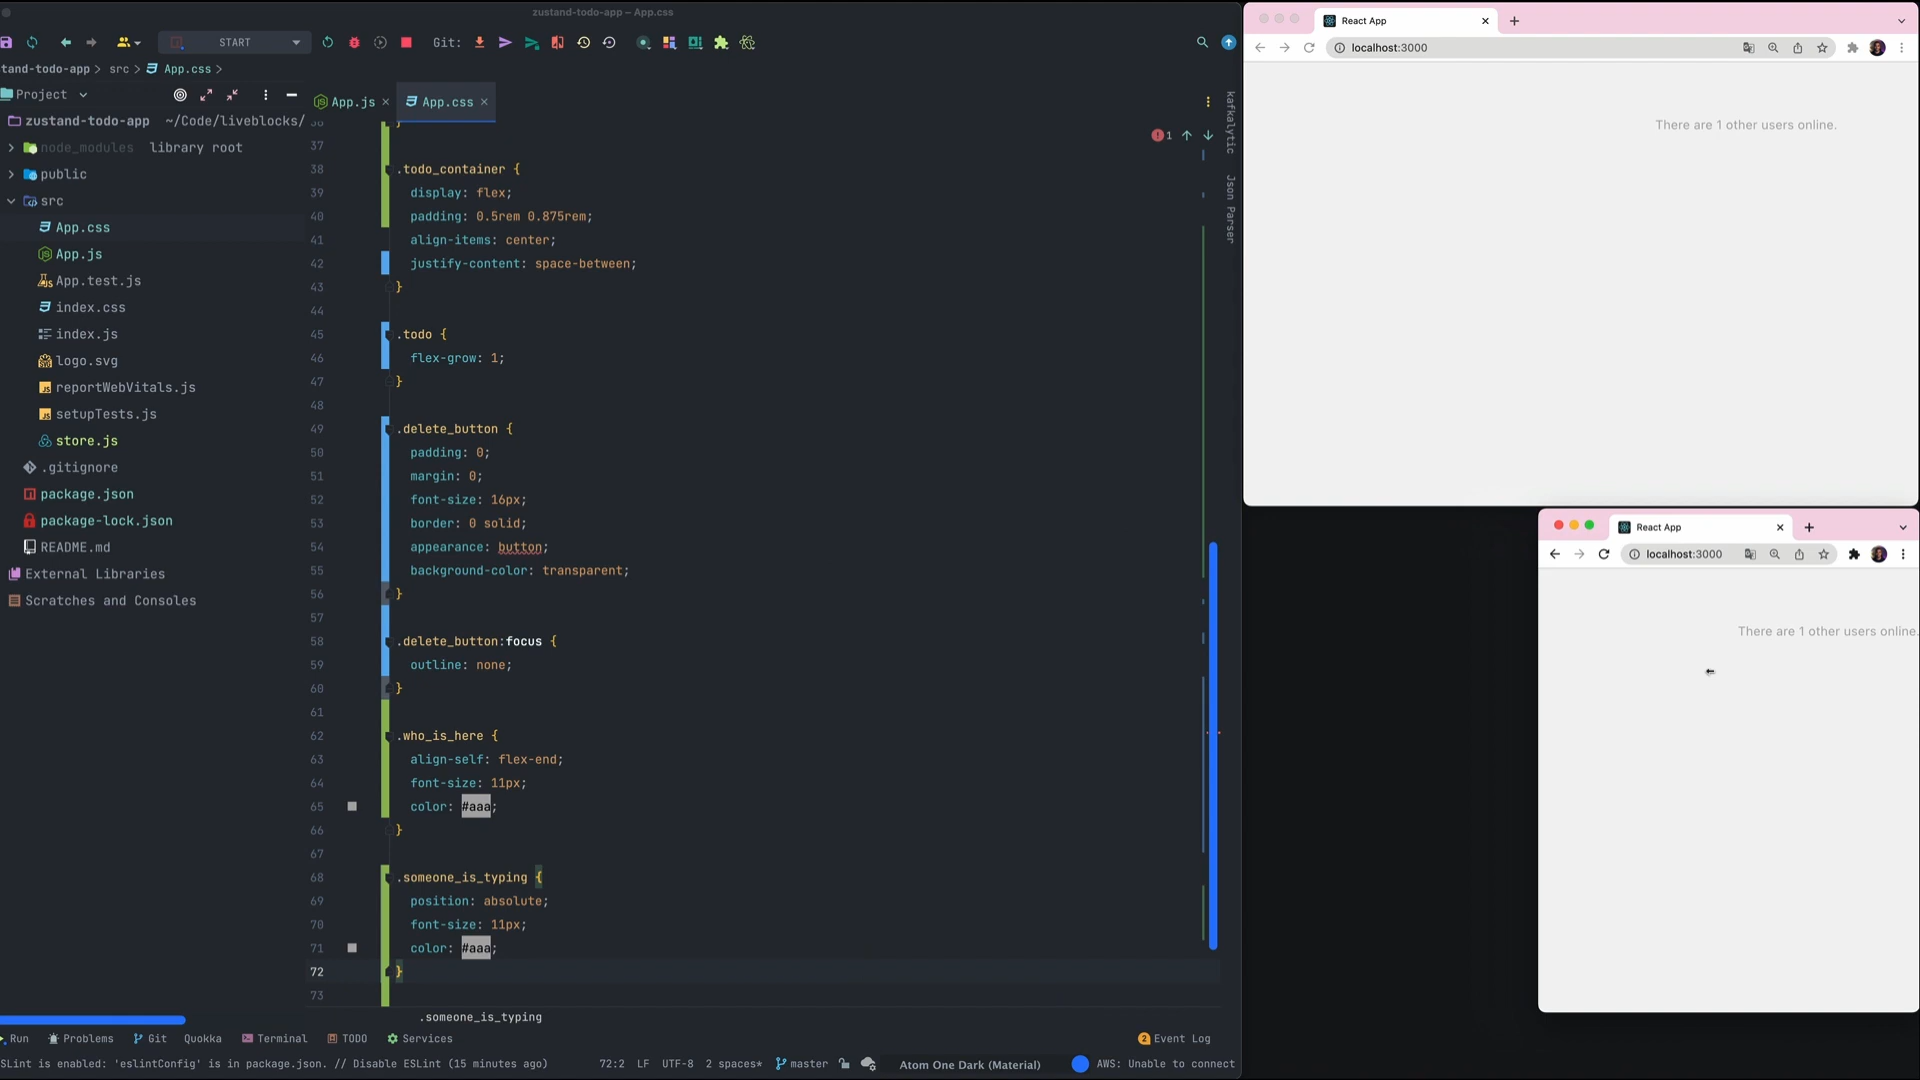 zustand-todo-app – App.css
START
Git:
tand-todo-app > src > App.css >
Project
App.js
App.css
zustand-todo-app ~/Code/liveblocks/
node_modules library root
public
src
App.css
App.js
App.test.js
index.css
index.js
logo.svg
reportWebVitals.js
setupTests.js
store.js
.gitignore
package.json
package-lock.json
README.md
External Libraries
Scratches and Consoles
1
kafkalytic
Json Parser
36 }
37
38 .todo_container {
39 display: flex;
40 padding: 0.5rem 0.875rem;
41 align-items: center;
42 justify-content: space-between;
43 }
44
45 .todo {
46 flex-grow: 1;
47 }
48
49 .delete_button {
50 padding: 0;
51 margin: 0;
52 font-size: 16px;
53 border: 0 solid;
54 appearance: button;
55 background-color: transparent;
56 }
57
58 .delete_button:focus {
59 outline: none;
60 }
61
62 .who_is_here {
63 align-self: flex-end;
64 font-size: 11px;
65 color: #aaa;
66 }
67
68 .someone_is_typing {
69 position: absolute;
70 font-size: 11px;
71 color: #aaa;
72 }
73
.someone_is_typing
Run Problems Git Quokka Terminal TODO Services
2 Event Log
SLint is enabled: 'eslintConfig' is in package.json. // Disable ESLint (15 minutes ago)
72:2 LF UTF-8 2 spaces* master Atom One Dark (Material) AWS: Unable to connect
React App
localhost:3000
There are 1 other users online.
React App
localhost:3000
There are 1 other users online.